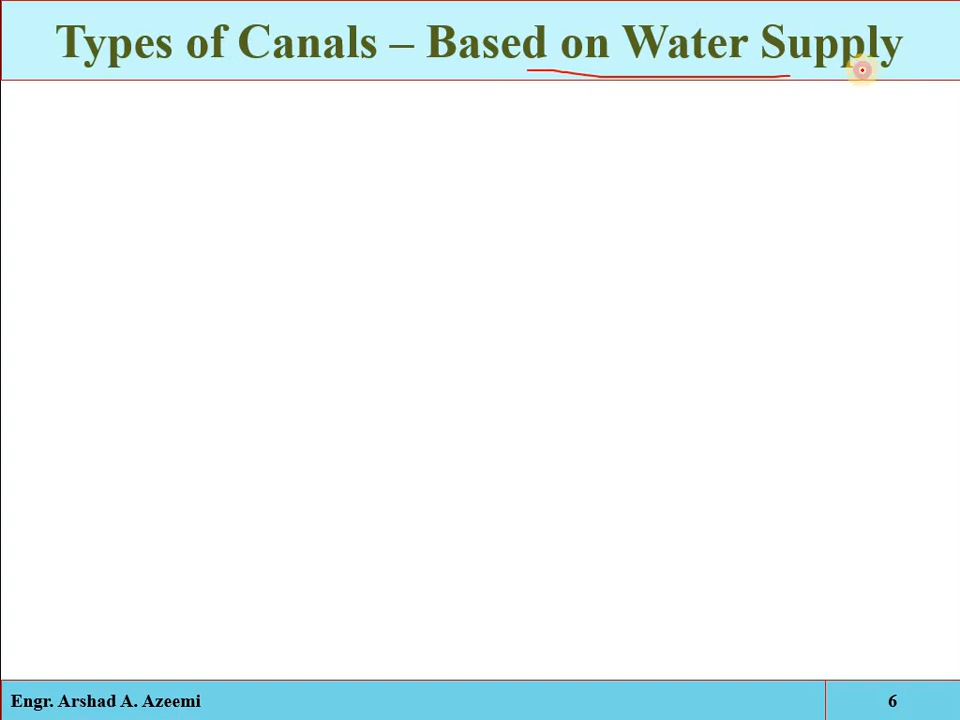 Types of Canals – Based on Water Supply
Engr. Arshad A. Azeemi
6